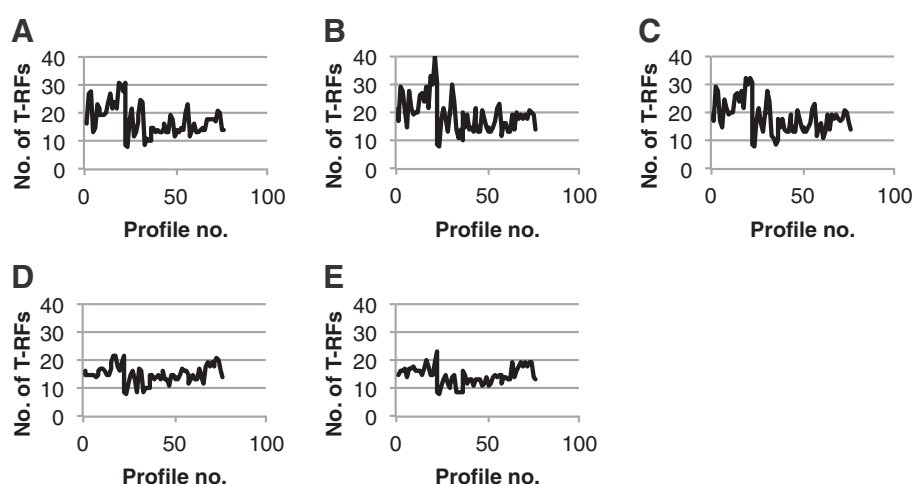 A B C
No. of T-RFs No. of T-RFs No. of T-RFs
40 40 40
30 30 30
20 20 20
10 10 10
0 0 0
0 50 100 0 50 100 0 50 100
Profile no. Profile no. Profile no.
D E
No. of T-RFs No. of T-RFs
40 40
30 30
20 20
10 10
0 0
0 50 100 0 50 100
Profile no. Profile no.